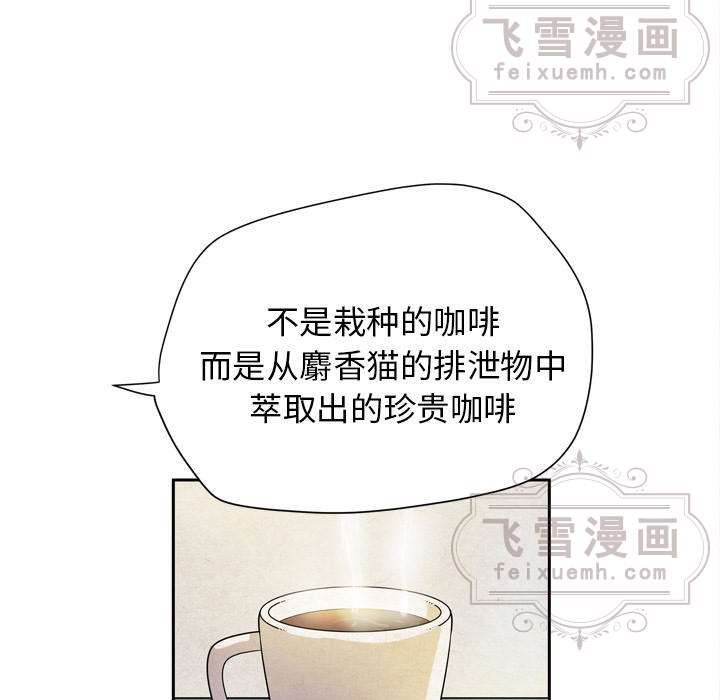 飞雪漫画
feixuemh.com
不是栽种的咖啡
而是从麝香猫的排泄物中
萃取出的珍贵咖啡
飞雪漫画
feixuemh.com